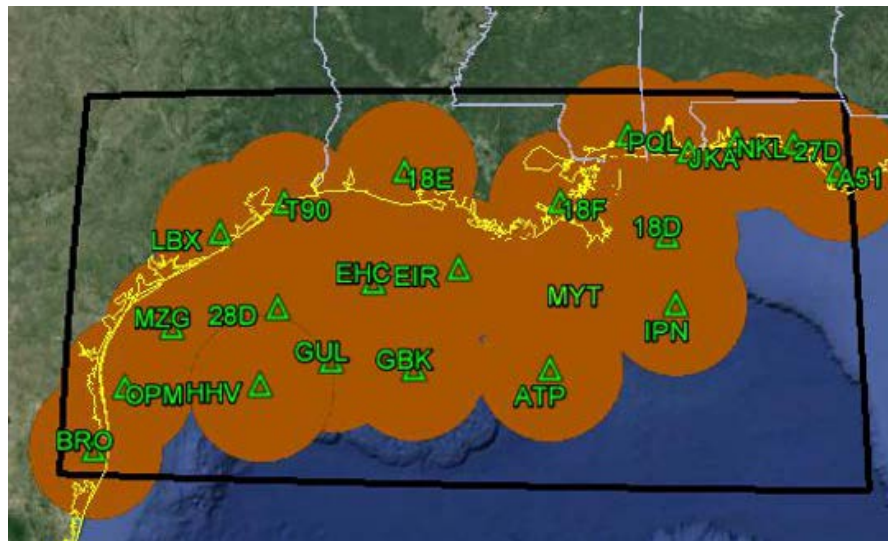 PQL
JKA
NKL
27D
A51
18E
T90
18F
LBX
18D
EHC
EIR
MYT
MZG
28D
IPN
GUL
GBK
ATP
OPM
HHV
BRO